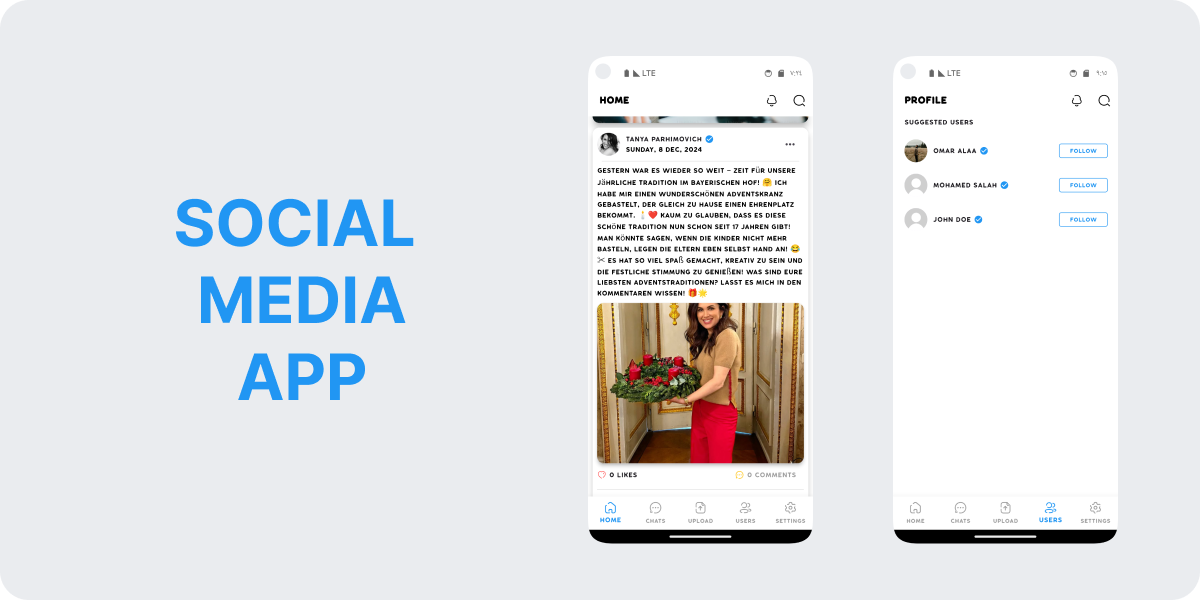 SOCIAL
MEDIA
APP
LTE
٧:٢٤
HOME
TANYA PARHIMOVICH
SUNDAY, 8 DEC, 2024
GESTERN WAR ES WIEDER SO WEIT – ZEIT FÜR UNSERE
JÄHRLICHE TRADITION IM BAYERISCHEN HOF! 🤗 ICH
HABE MIR EINEN WUNDERSCHÖNEN ADVENTSKRANZ
GEBASTELT, DER GLEICH ZU HAUSE EINEN EHRENPLATZ
BEKOMMT. 🕯️❤️ KAUM ZU GLAUBEN, DASS ES DIESE
SCHÖNE TRADITION NUN SCHON SEIT 17 JAHREN GIBT!
MAN KÖNNTE SAGEN, WENN DIE KINDER NICHT MEHR
BASTELN, LEGEN DIE ELTERN EBEN SELBST HAND AN! 😂
✂ ES HAT SO VIEL SPAß GEMACHT, KREATIV ZU SEIN UND
DIE FESTLICHE STIMMUNG ZU GENIEßEN! WAS SIND EURE
LIEBSTEN ADVENTSTRADITIONEN? LASST ES MICH IN DEN
KOMMENTAREN WISSEN! 🎁🌟
0 LIKES
0 COMMENTS
HOME
CHATS
UPLOAD
USERS
SETTINGS
LTE
PROFILE
SUGGESTED USERS
OMAR ALAA
FOLLOW
MOHAMED SALAH
FOLLOW
JOHN DOE
FOLLOW
HOME
CHATS
UPLOAD
USERS
SETTINGS